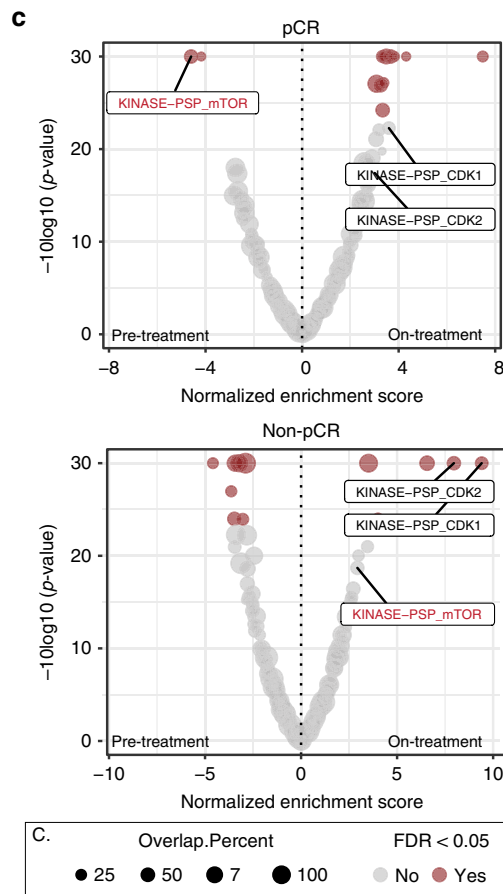 c
pCR
30
KINASE−PSP_mTOR
20
KINASE−PSP_CDK1
KINASE−PSP_CDK2
10
0
−10log10 (p-value)
Pre-treatment
On-treatment
−8
−4
0
4
8
Normalized enrichment score
Non-pCR
30
KINASE−PSP_CDK2
KINASE−PSP_CDK1
20
KINASE−PSP_mTOR
10
0
−10log10 (p-value)
Pre-treatment
On-treatment
−10
−5
0
5
10
Normalized enrichment score
C.
Overlap.Percent
FDR < 0.05
25
50
7
100
No
Yes